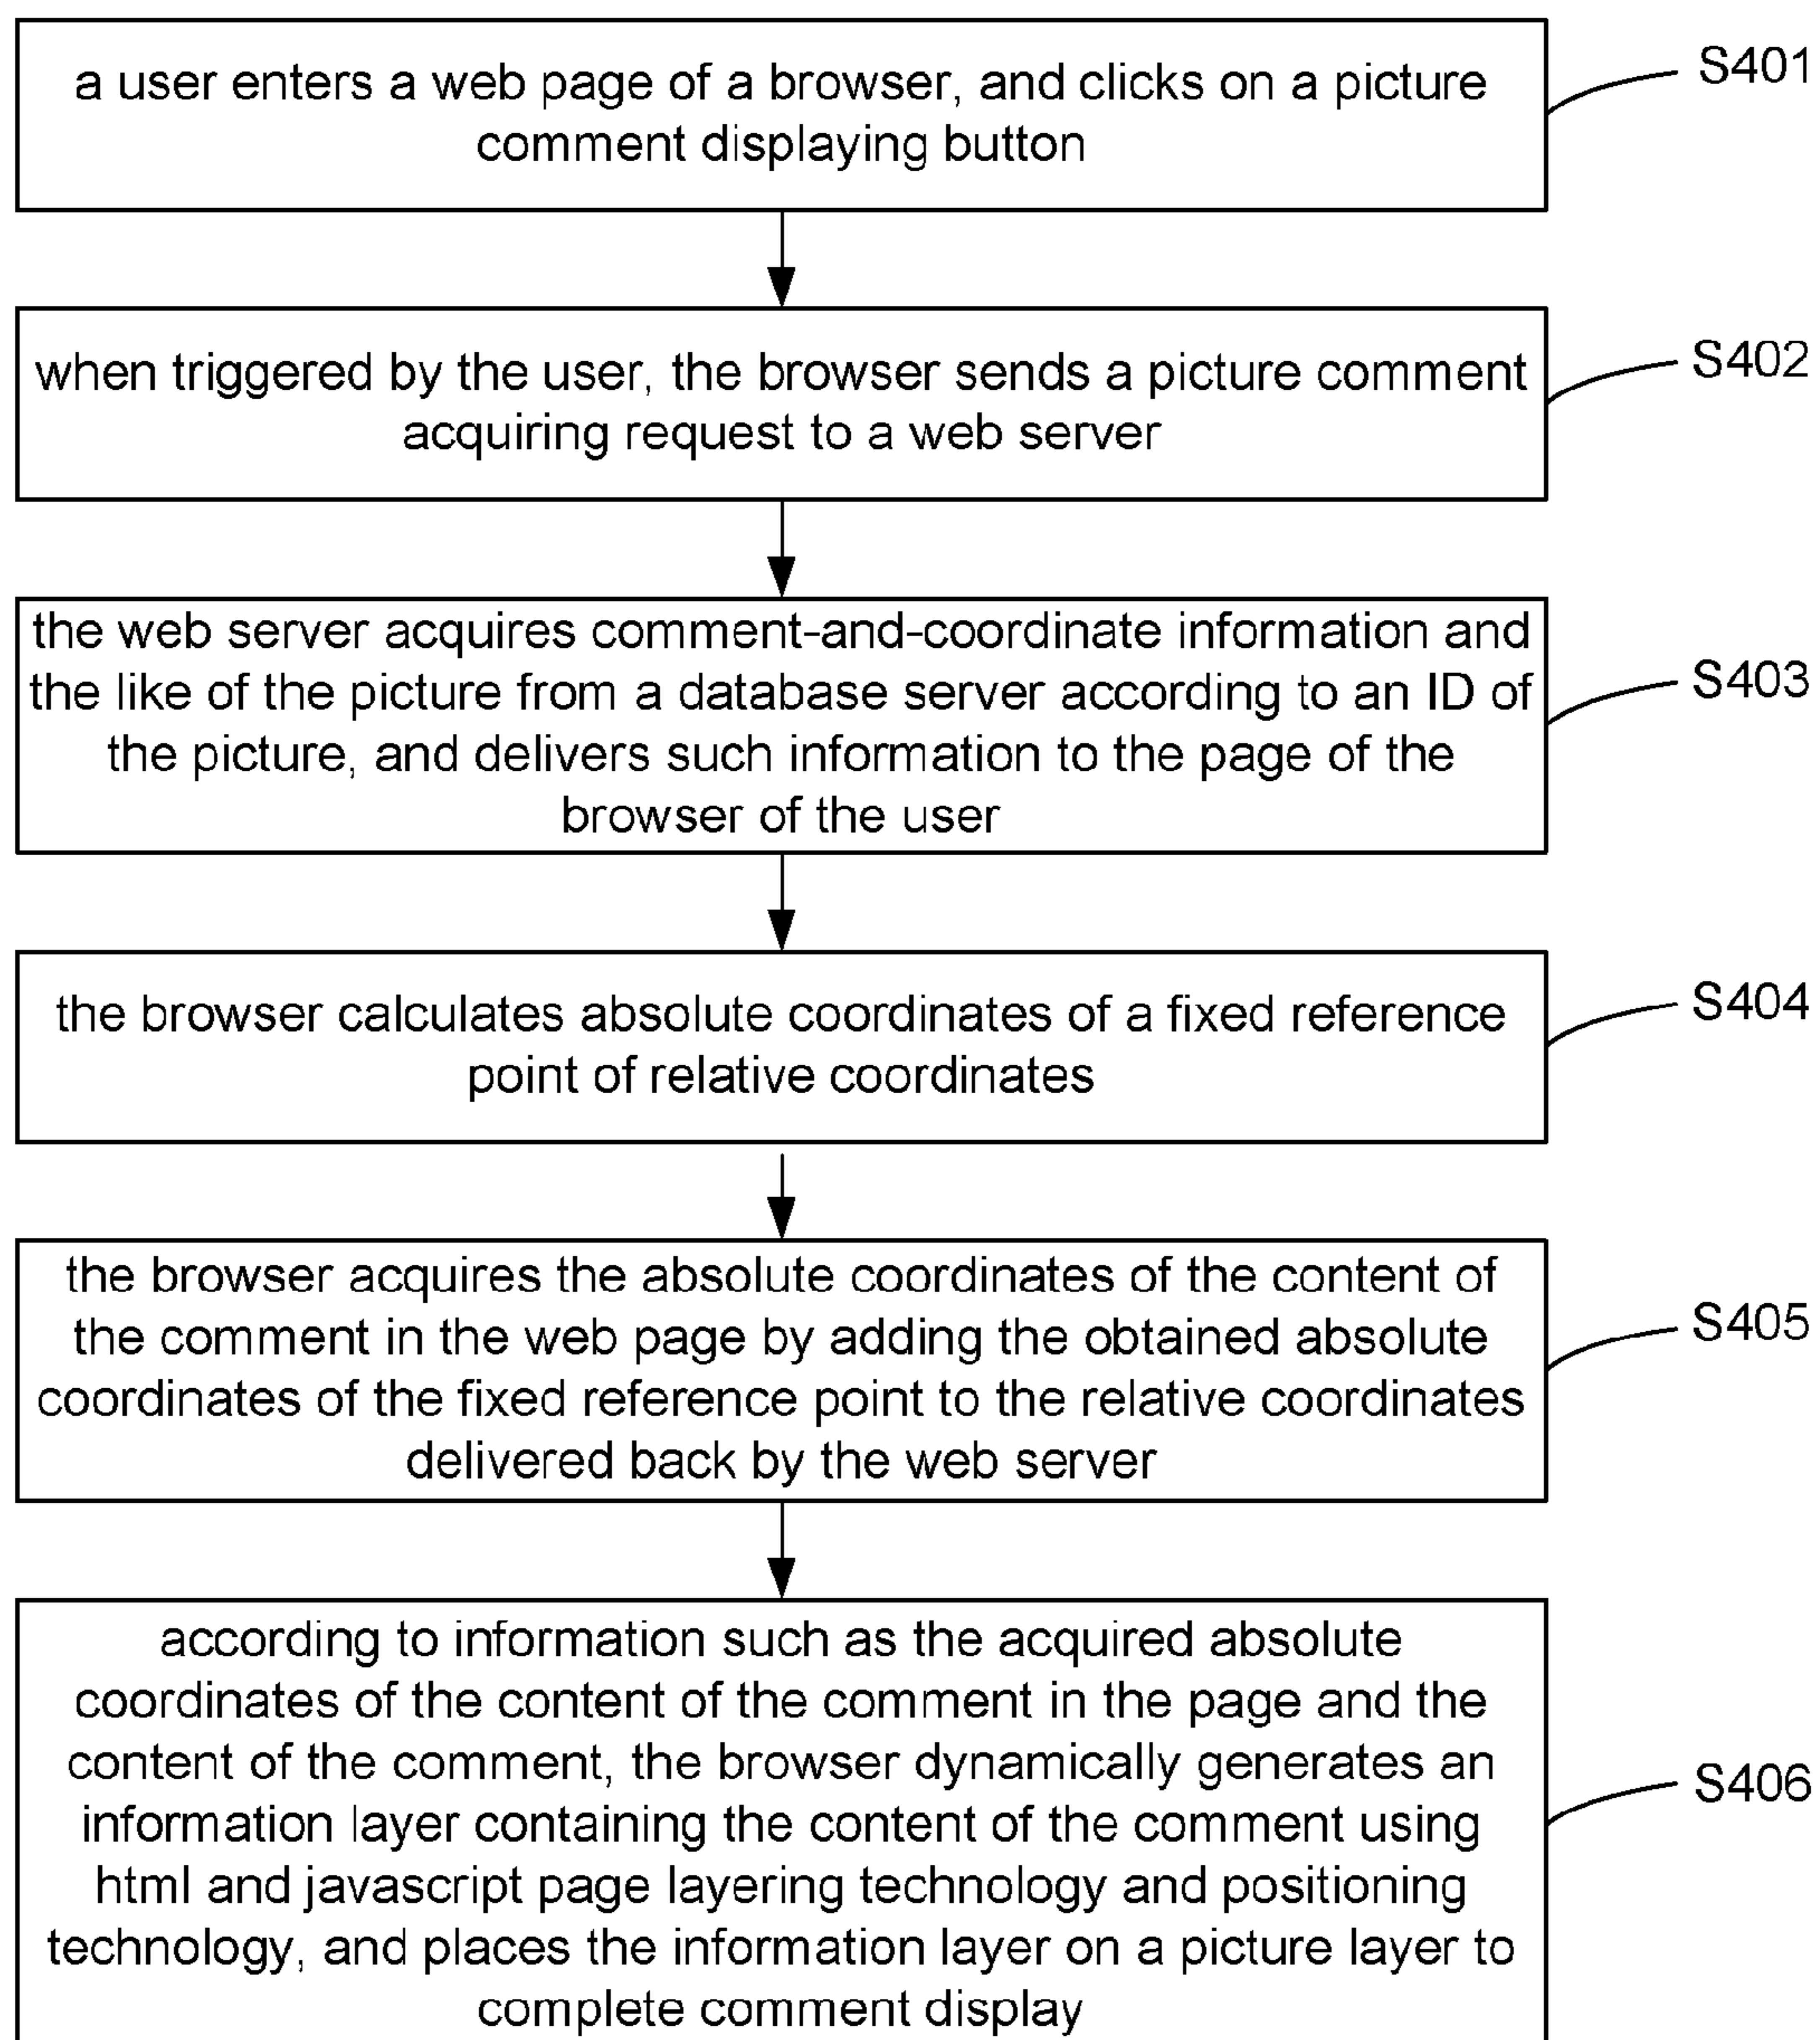 a user enters a web page of a browser, and clicks on a picture
comment displaying button
S401
when triggered by the user, the browser sends a picture comment
acquiring request to a web server
S402
the web server acquires comment-and-coordinate information and
the like of the picture from a database server according to an ID of
the picture, and delivers such information to the page of the
browser of the user
S403
the browser calculates absolute coordinates of a fixed reference
point of relative coordinates
S404
the browser acquires the absolute coordinates of the content of
the comment in the web page by adding the obtained absolute
coordinates of the fixed reference point to the relative coordinates
delivered back by the web server
S405
according to information such as the acquired absolute
coordinates of the content of the comment in the page and the
content of the comment, the browser dynamically generates an
information layer containing the content of the comment using
html and javascript page layering technology and positioning
technology, and places the information layer on a picture layer to
complete comment display
S406